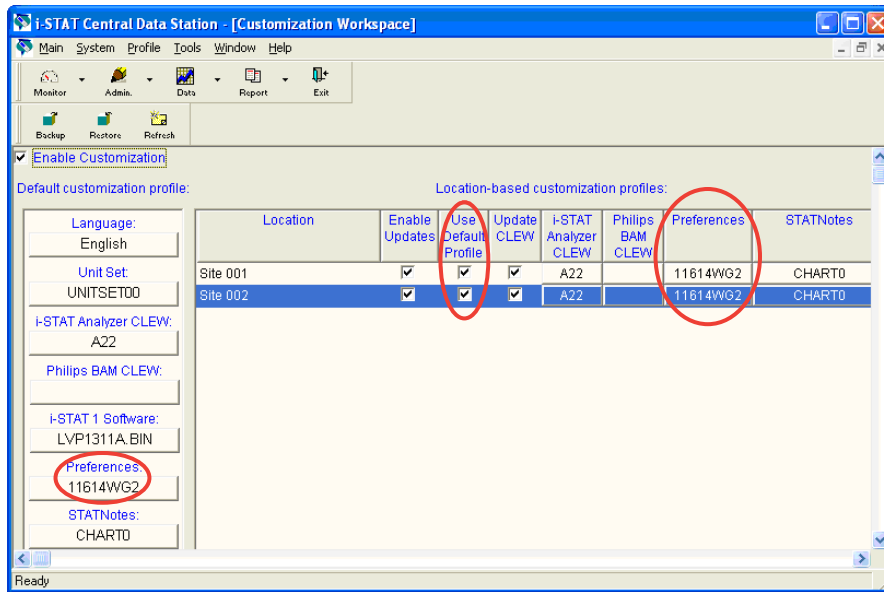 i-STAT Central Data Station - [Customization Workspace]
Main System Profile Tools Window Help
Monitor Admin. Data Report Exit
Backup Restore Refresh
Enable Customization
Default customization profile: Location-based customization profiles:
Language:
English
Unit Set:
UNITSET00
i-STAT Analyzer CLEW:
A22
Philips BAM CLEW:
i-STAT 1 Software:
LVP1311A.BIN
Preferences:
11614WG2
STATNotes:
CHART0
Location Enable Updates Use Default Profile Update CLEW i-STAT Analyzer CLEW Philips BAM CLEW Preferences STATNotes
Site 001 A22 11614WG2 CHART0
Site 002 A22 11614WG2 CHART0
Ready